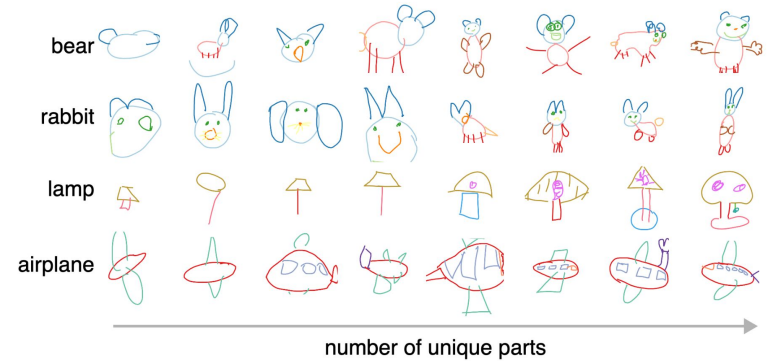 bear
rabbit
lamp
airplane
number of unique parts